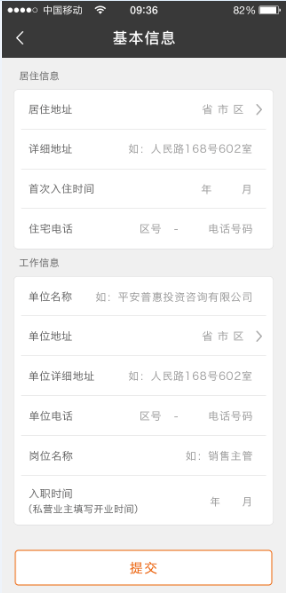 中国移动 09:36 82%
基本信息
居住信息
居住地址 省 市 区
详细地址 如：人民路168号602室
首次入住时间 年 月
住宅电话 区号 - 电话号码
工作信息
单位名称 如：平安普惠投资咨询有限公司
单位地址 省 市 区
单位详细地址 如：人民路168号602室
单位电话 区号 - 电话号码
岗位名称 如：销售主管
入职时间 年 月
(私营业主填写开业时间)
提交